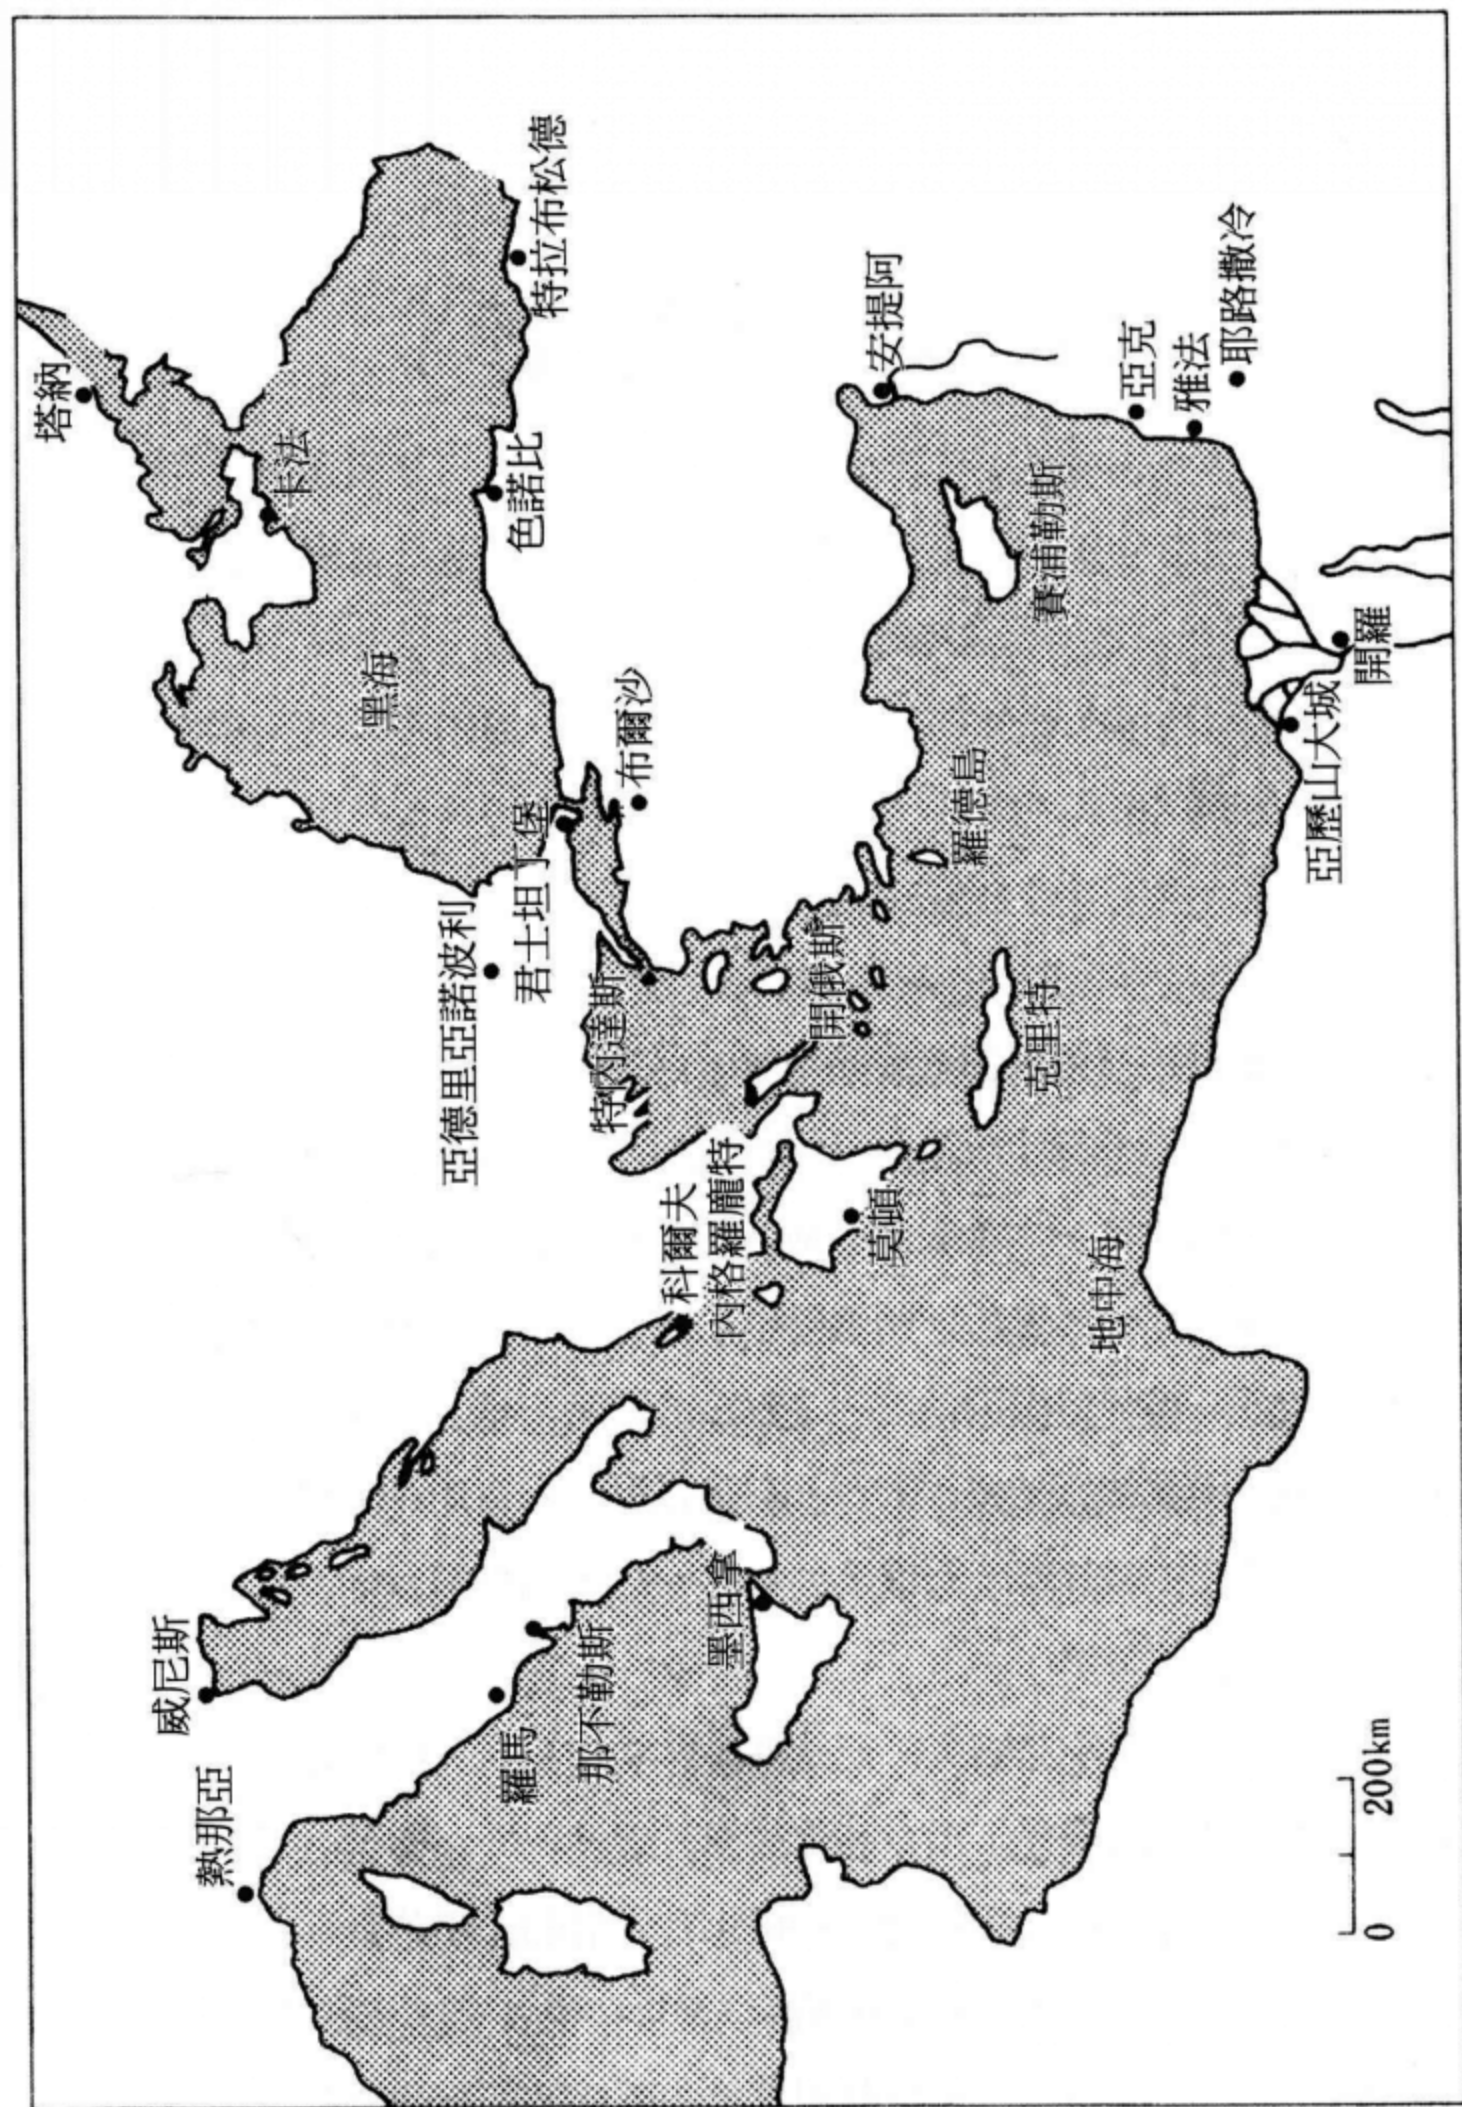 塔納
卡法
黑海
特拉布松德
色諾比
威尼斯
熱那亞
亞德里亞諾波利
君士坦丁堡
布爾沙
羅馬
那不勒斯
科爾夫
內格羅龐特
特內達斯
墨西拿
莫頓
開俄斯
羅德島
克里特
安提阿
賽浦勒斯
亞克
雅法
耶路撒冷
地中海
亞歷山大城
開羅
0 200km